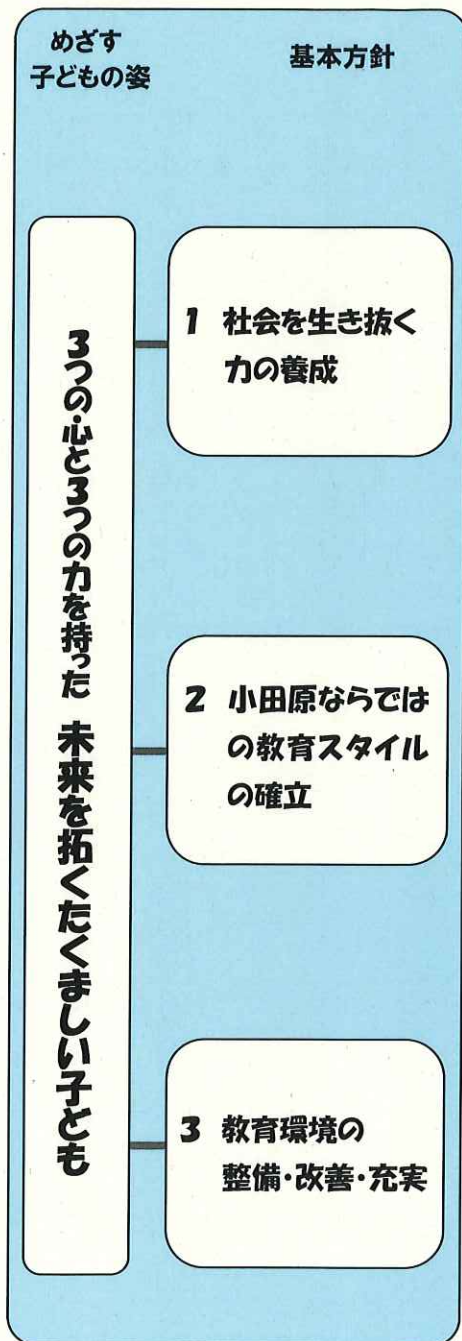 めざす
子どもの姿
基本方針
3つの心と3つの力を持った 未来を拓くたくましい子ども
1 社会を生き抜く
力の養成
2 小田原ならでは
の教育スタイル
の確立
3 教育環境の
整備・改善・充実